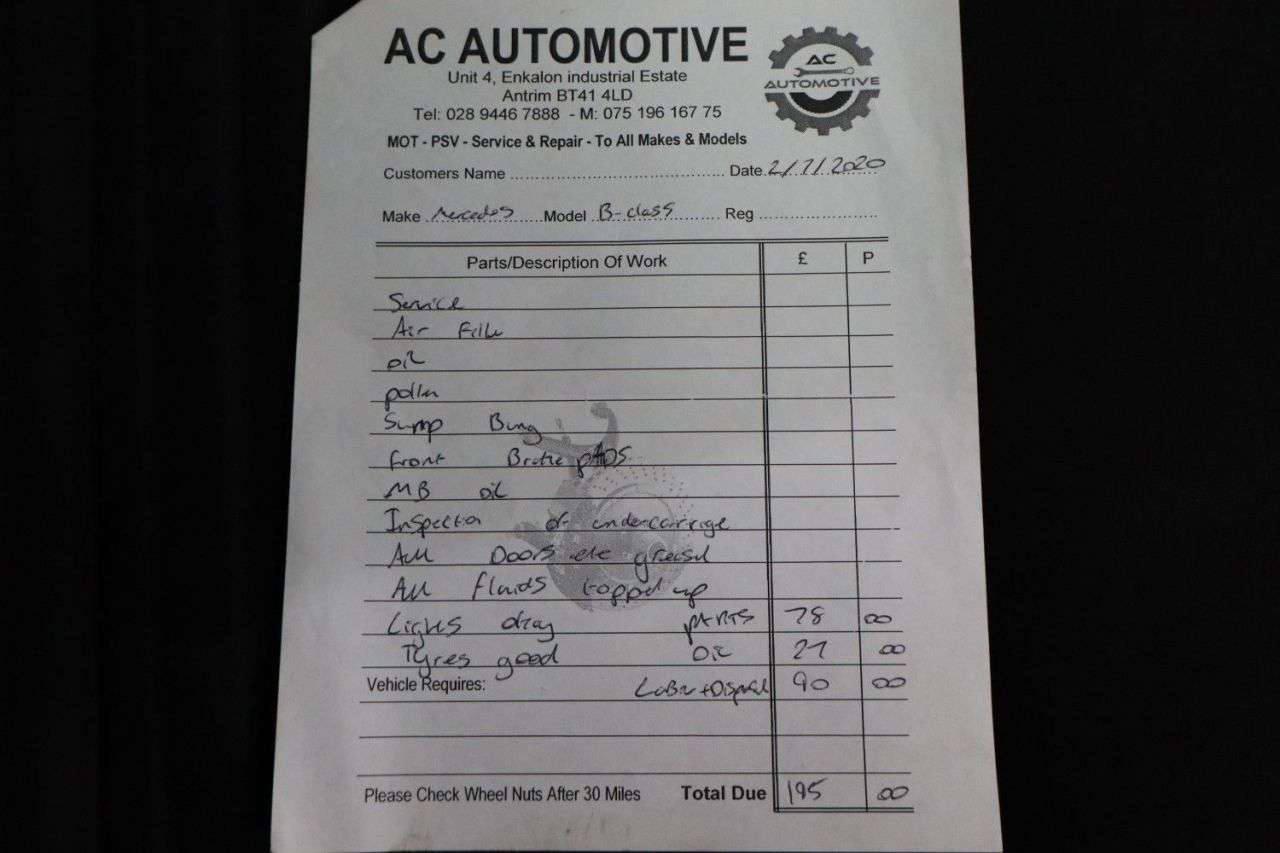 AC AUTOMOTIVE
Unit 4, Enkalon industrial Estate
Antrim BT41 4LD
Tel: 028 9446 7888 - M: 075 196 167 75
MOT - PSV - Service & Repair - To All Makes & Models
AC
AUTOMOTIVE
Customers Name ........................................ Date 2/7/2020
Make Mercedes Model B-class Reg ........................
Parts/Description Of Work £ P
Service
Air Filter
oil
pollen
Sump Bung
front Brake pADS
MB oil
Inspection of undercarrige
All Doors etc greased
All fluids topped up
Lights okay pARTS 78 00
Tyres good Oil 27 00
Vehicle Requires: LaBor + Disposal 90 00
Please Check Wheel Nuts After 30 Miles Total Due 195 00